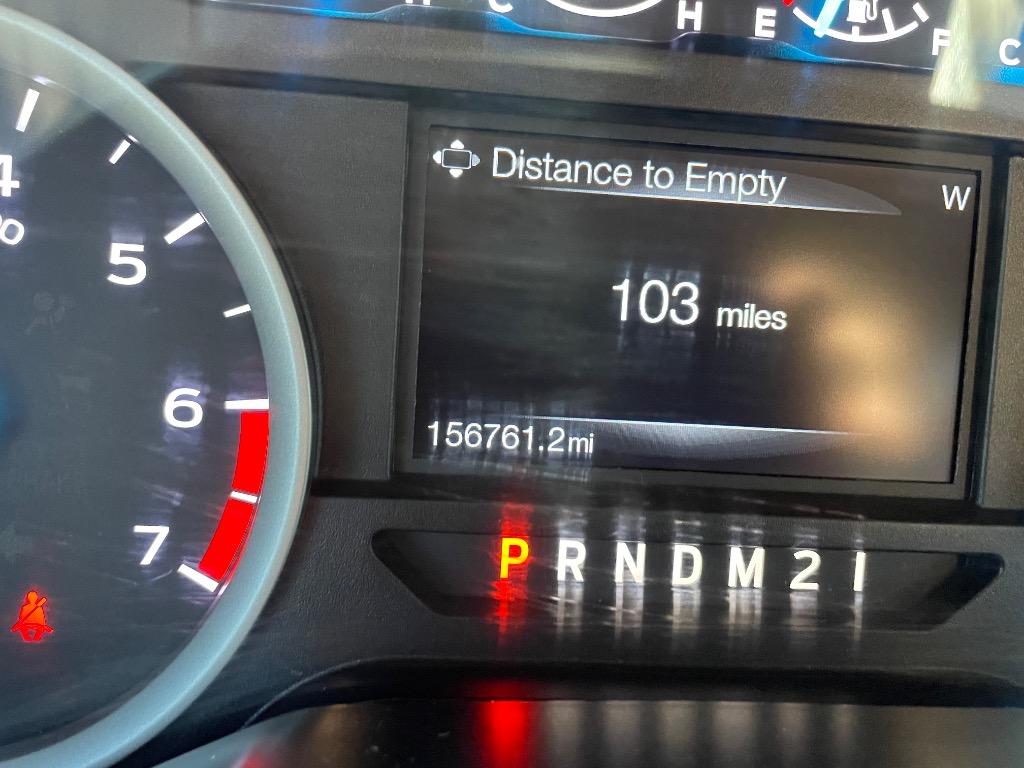 H C H E F C
Distance to Empty W
4
5
103 miles
6
156761.2mi
7
P R N D M 2 1